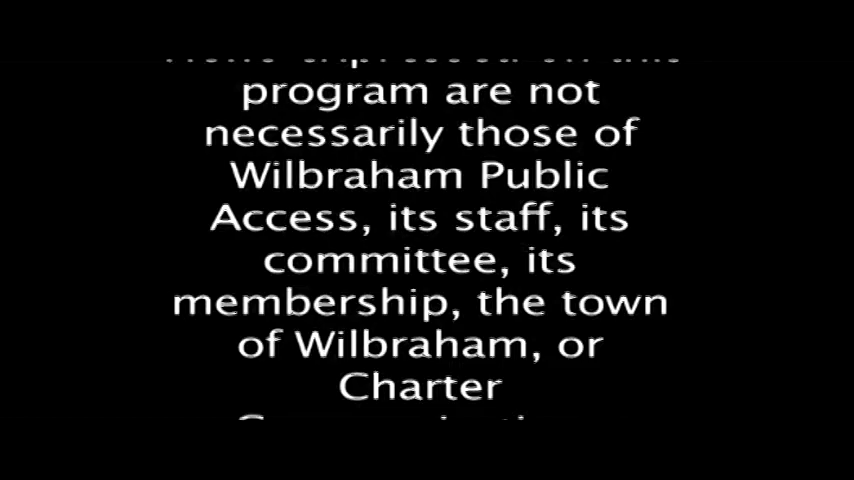 program are not
necessarily those of
Wilbraham Public
Access, its staff, its
committee, its
membership, the town
of Wilbraham, or
Charter